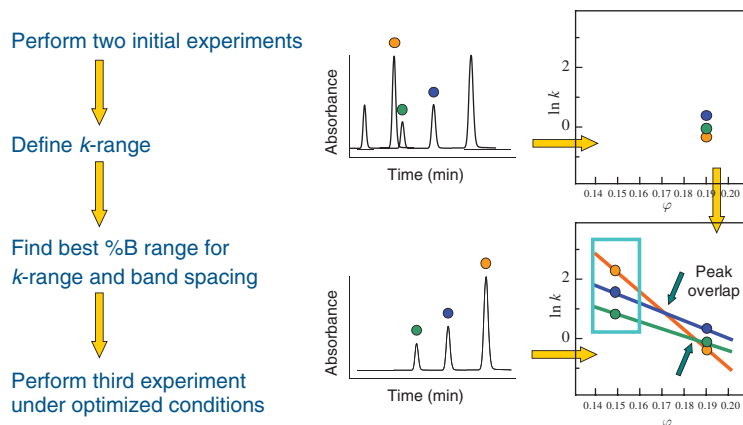 Perform two initial experiments
Define k-range
Find best %B range for
k-range and band spacing
Perform third experiment
under optimized conditions
Absorbance
Time (min)
Absorbance
Time (min)
ln k
2
0
0.14 0.15 0.16 0.17 0.18 0.19 0.20
φ
ln k
2
0
Peak
overlap
0.14 0.15 0.16 0.17 0.18 0.19 0.20
φ